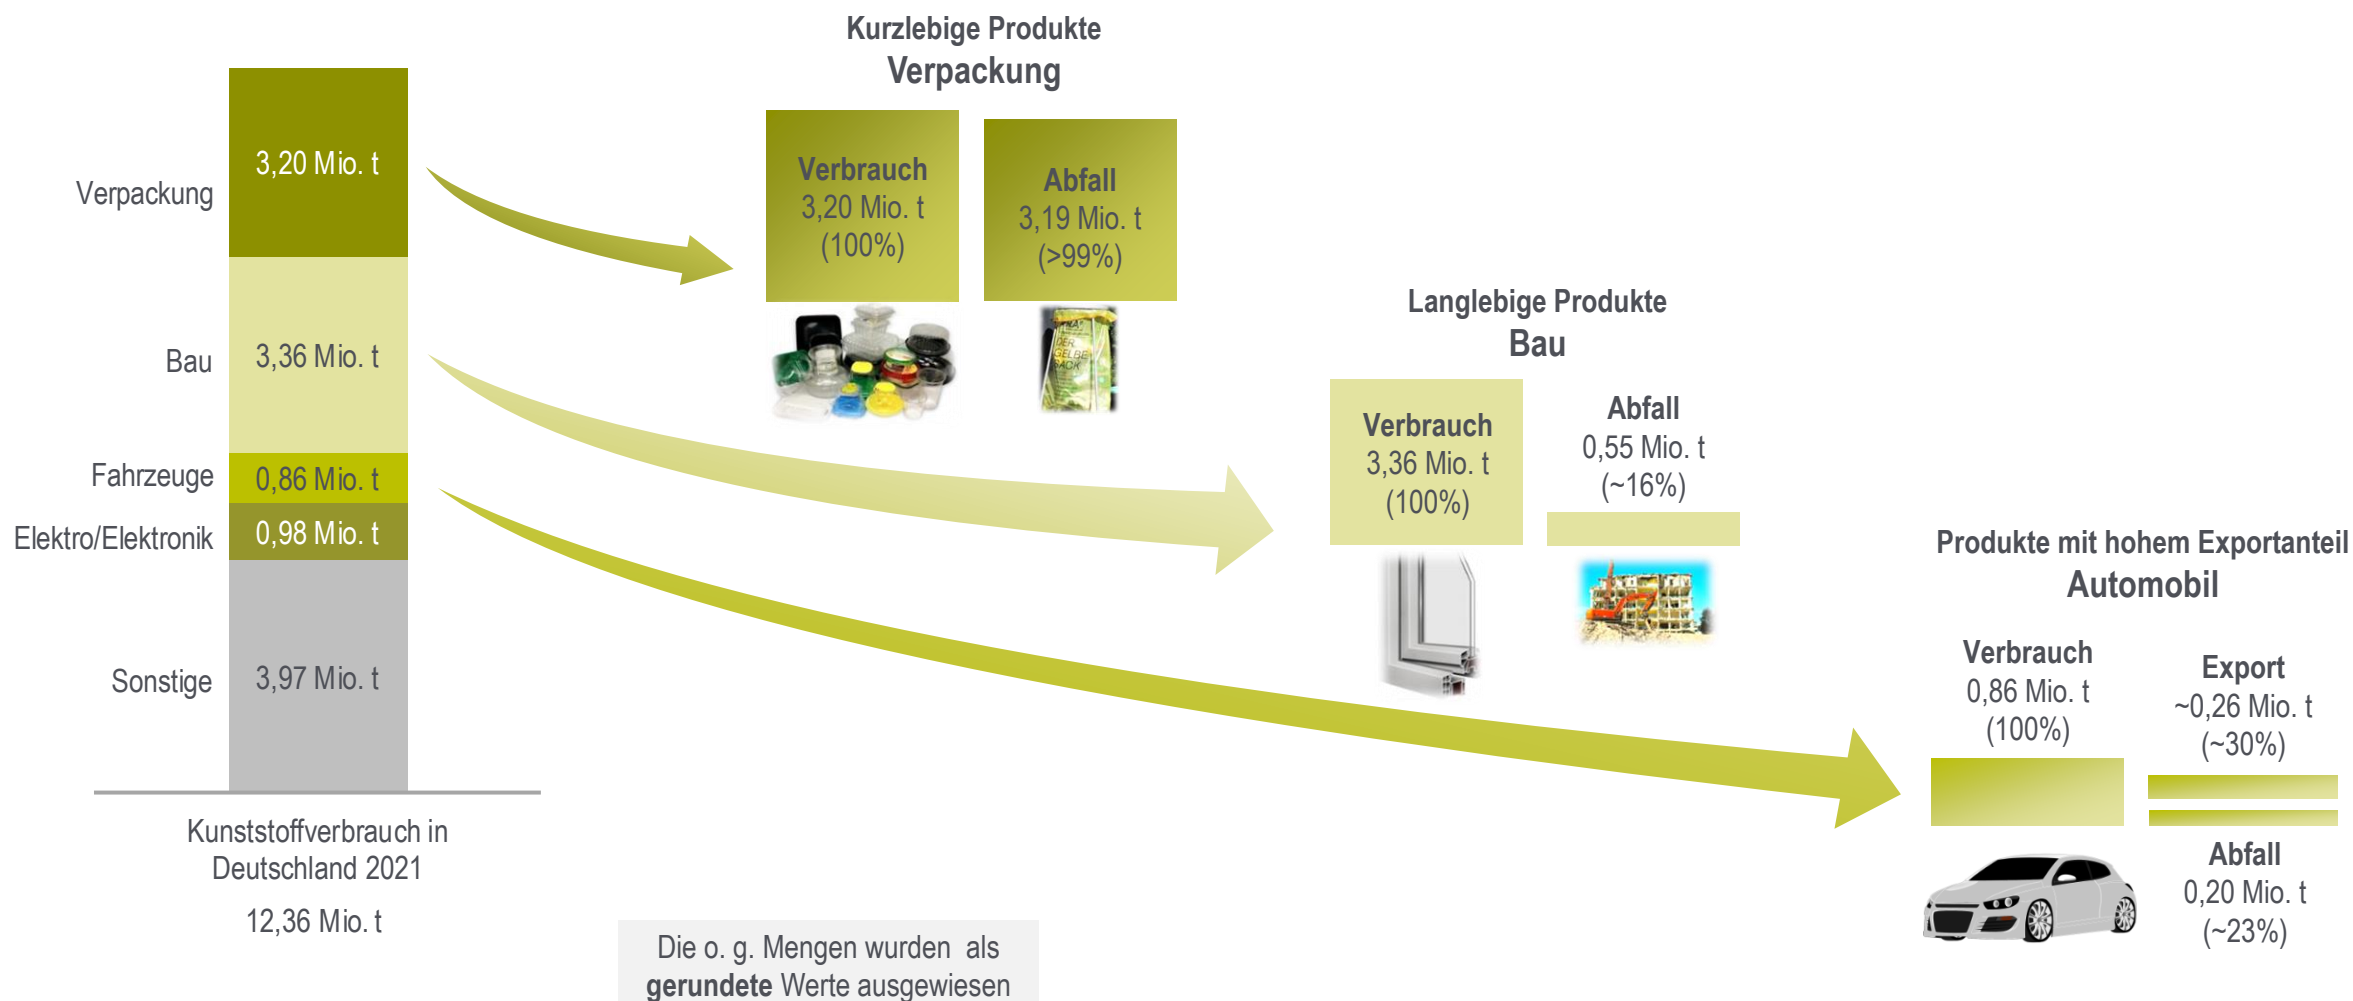 Kurzlebige Produkte
Verpackung
Verpackung
3,20 Mio. t
Bau
3,36 Mio. t
Fahrzeuge
0,86 Mio. t
Elektro/Elektronik
0,98 Mio. t
Sonstige
3,97 Mio. t
Kunststoffverbrauch in
Deutschland 2021
12,36 Mio. t
Verbrauch
3,20 Mio. t
(100%)
Abfall
3,19 Mio. t
(>99%)
DER
GELBE
SACK
Langlebige Produkte
Bau
Verbrauch
3,36 Mio. t
(100%)
Abfall
0,55 Mio. t
(~16%)
Produkte mit hohem Exportanteil
Automobil
Verbrauch
0,86 Mio. t
(100%)
Export
~0,26 Mio. t
(~30%)
Abfall
0,20 Mio. t
(~23%)
Die o. g. Mengen wurden als
gerundete Werte ausgewiesen